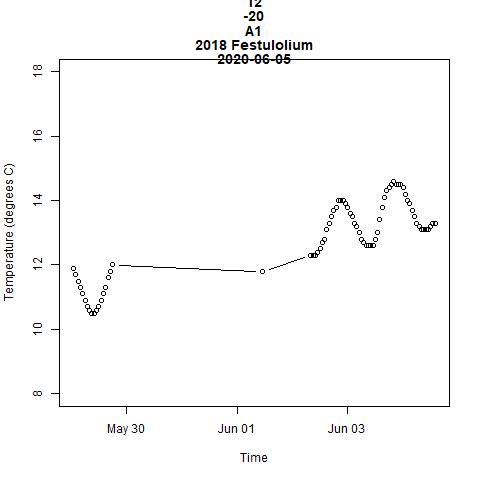 -20
A1
2018 Festulolium
2020-06-05
18
16
14
12
10
8
Temperature (degrees C)
May 30
Jun 01
Jun 03
Time